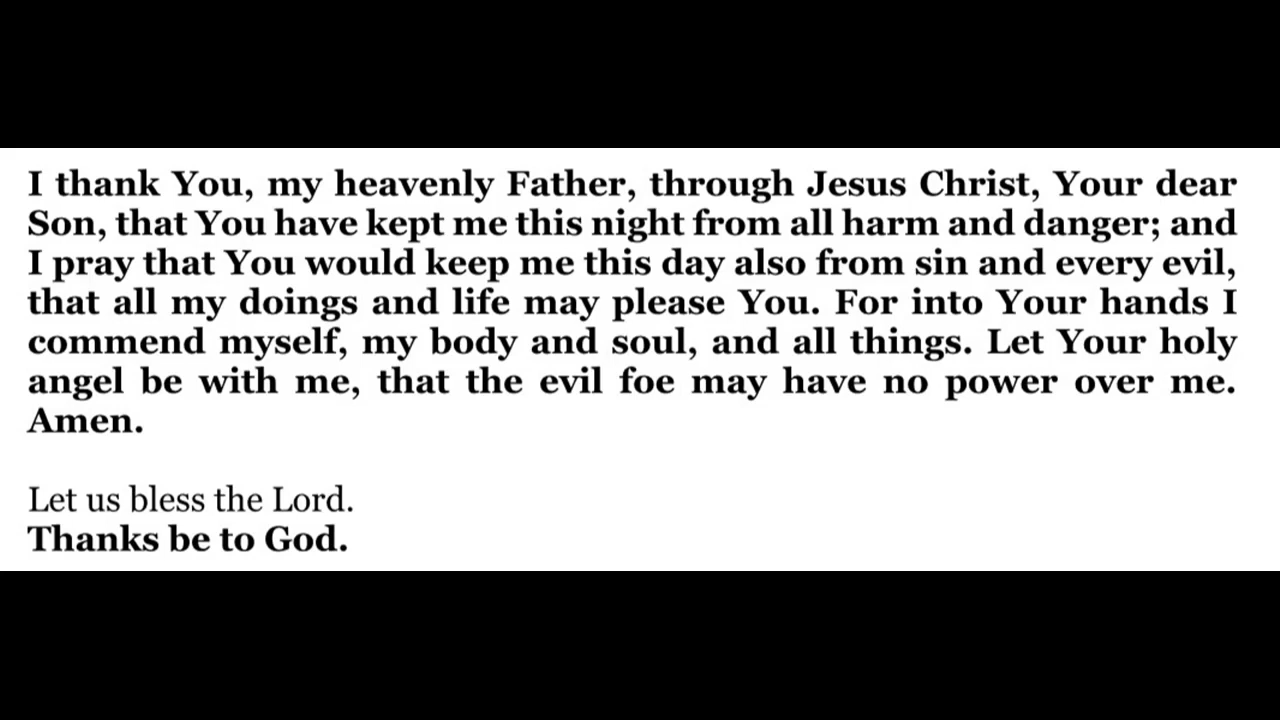 I thank You, my heavenly Father, through Jesus Christ, Your dear
Son, that You have kept me this night from all harm and danger; and
I pray that You would keep me this day also from sin and every evil,
that all my doings and life may please You. For into Your hands I
commend myself, my body and soul, and all things. Let Your holy
angel be with me, that the evil foe may have no power over me.
Amen.
Let us bless the Lord.
Thanks be to God.